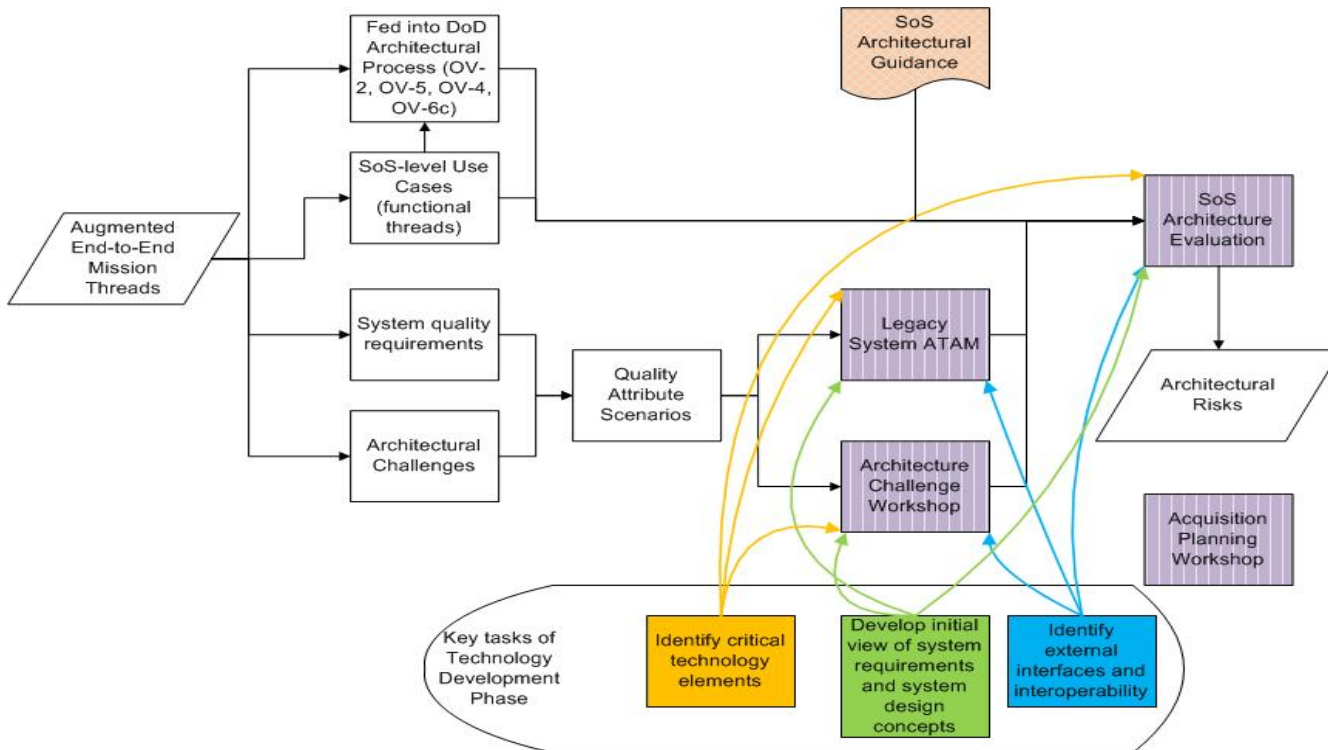 Fed into DoD
Architectural
Process (OV-
2, OV-5, OV-4,
OV-6c)
SoS
Architectural
Guidance
SoS-level Use
Cases
(functional
threads)
SoS
Architecture
Evaluation
Augmented
End-to-End
Mission
Threads
System quality
requirements
Legacy
System ATAM
Quality
Attribute
Scenarios
Architectural
Risks
Architectural
Challenges
Architecture
Challenge
Workshop
Acquisition
Planning
Workshop
Key tasks of
Technology
Development
Phase
Identify critical
technology
elements
Develop initial
view of system
requirements
and system
design
concepts
Identify
external
interfaces and
interoperability